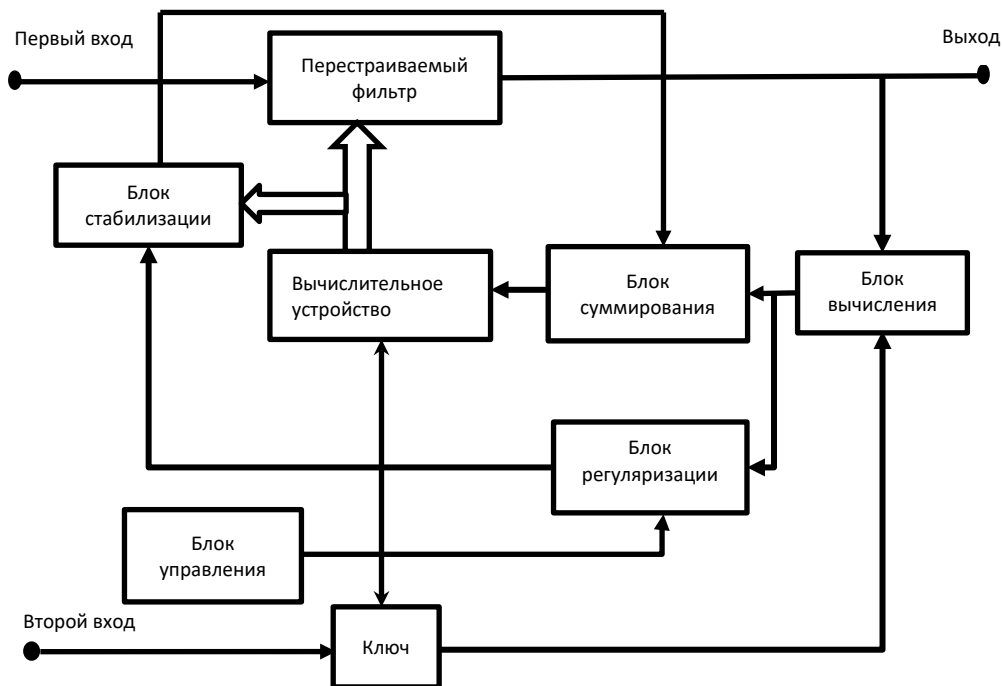 Первый вход
Выход
Перестраиваемый
фильтр
Блок
стабилизации
Вычислительное
устройство
Блок
суммирования
Блок
вычисления
Блок
регуляризации
Блок
управления
Второй вход
Ключ